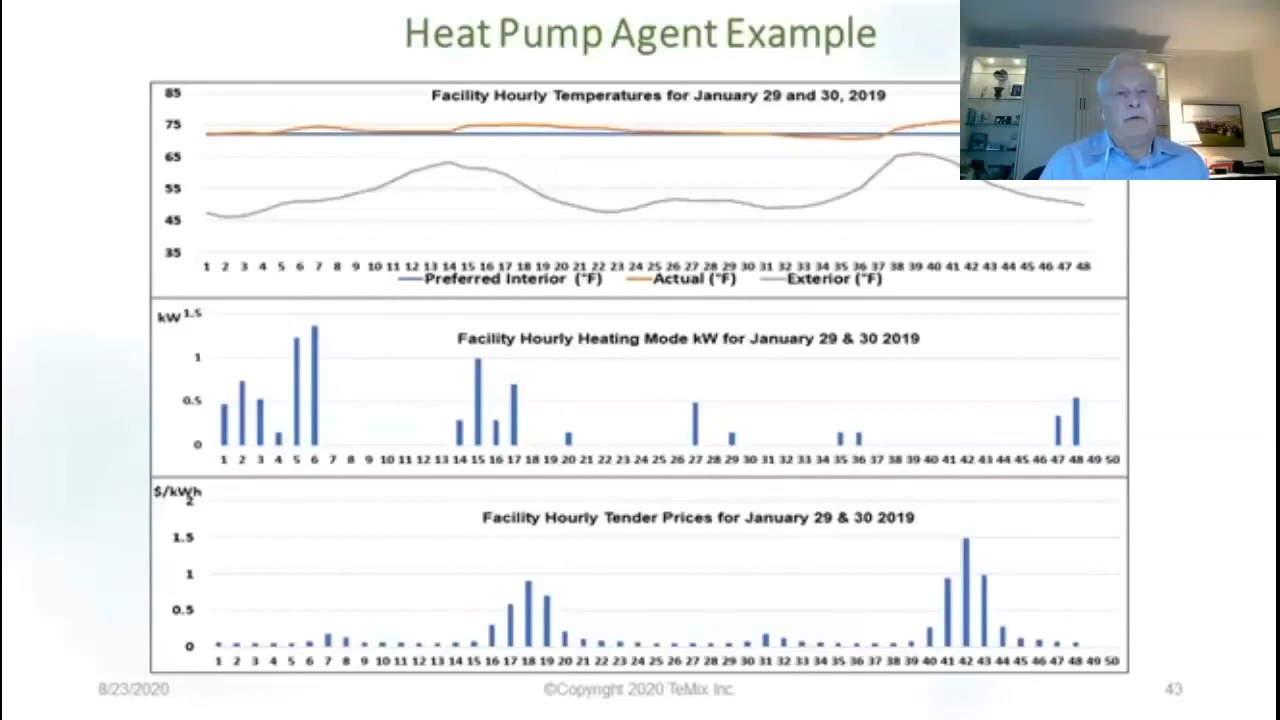 Heat Pump Agent Example
Facility Hourly Temperatures for January 29 and 30, 2019
85
75
65
55
45
35
1 2 3 4 5 6 7 8 9 10 11 12 13 14 15 16 17 18 19 20 21 22 23 24 25 26 27 28 29 30 31 32 33 34 35 36 37 38 39 40 41 42 43 44 45 46 47 48
Preferred Interior (°F) Actual (°F) Exterior (°F)
kW
Facility Hourly Heating Mode kW for January 29 & 30 2019
1.5
1
0.5
0
1 2 3 4 5 6 7 8 9 10 11 12 13 14 15 16 17 18 19 20 21 22 23 24 25 26 27 28 29 30 31 32 33 34 35 36 37 38 39 40 41 42 43 44 45 46 47 48 49 50
$/kWh
Facility Hourly Tender Prices for January 29 & 30 2019
2
1.5
1
0.5
0
1 2 3 4 5 6 7 8 9 10 11 12 13 14 15 16 17 18 19 20 21 22 23 24 25 26 27 28 29 30 31 32 33 34 35 36 37 38 39 40 41 42 43 44 45 46 47 48 49 50
8/23/2020
©Copyright 2020 TeMix Inc.
43